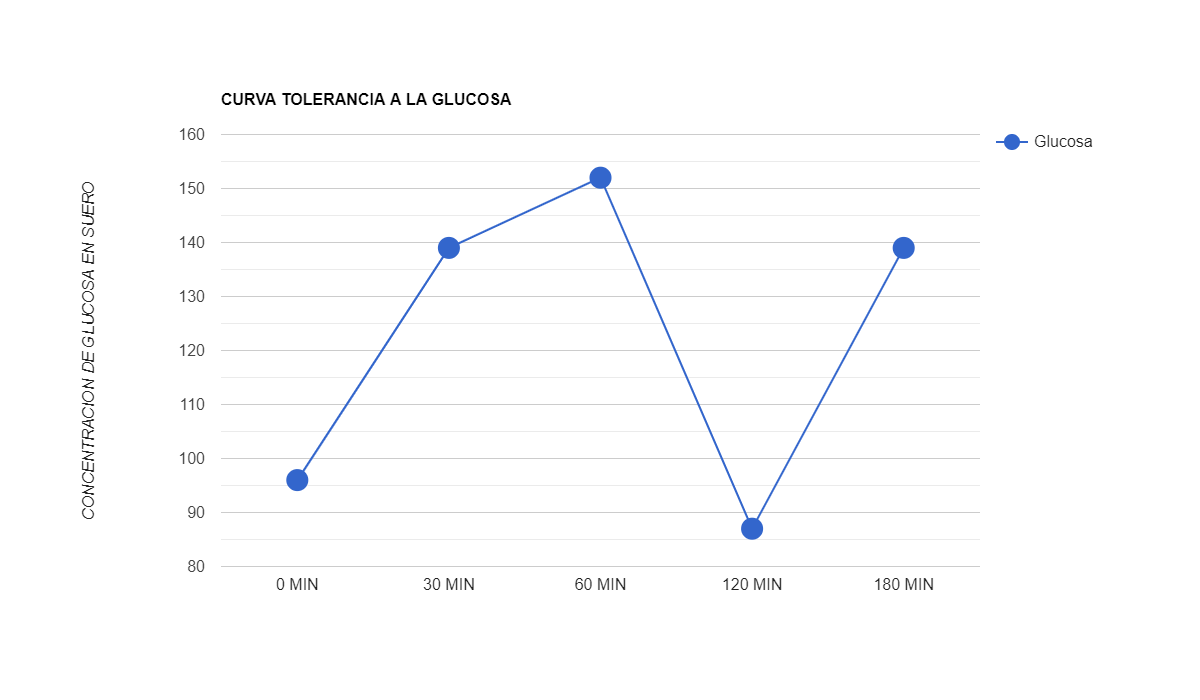 CURVA TOLERANCIA A LA GLUCOSA
Glucosa
CONCENTRACION DE GLUCOSA EN SUERO
160
150
140
130
120
110
100
90
80
0 MIN
30 MIN
60 MIN
120 MIN
180 MIN